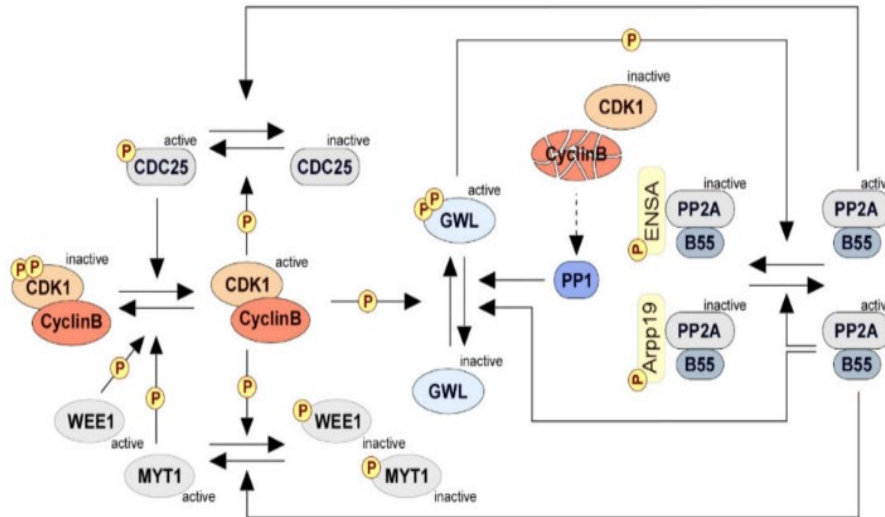 P
inactive
CDK1
CyclinB
active
P
CDC25
inactive
CDC25
P
active
P P
GWL
inactive
ENSA
P
PP2A
B55
activ
PP2A
B55
P P
inactive
CDK1
CyclinB
active
CDK1
CyclinB
P
PP1
inactive
GWL
Arpp19
P
inactive
PP2A
B55
activ
PP2A
B55
P
P
P
WEE1
active
P
WEE1
inactive
MYT1
active
P
MYT1
inactive